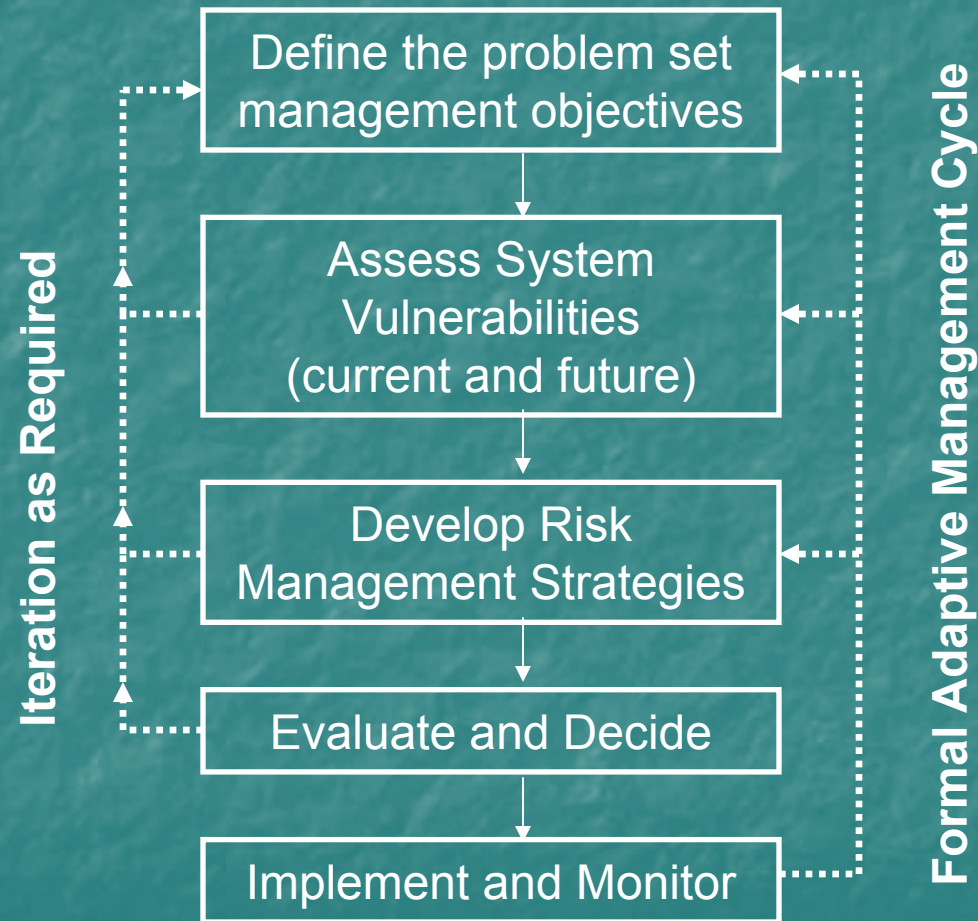 Define the problem set
management objectives
Assess System
Vulnerabilities
(current and future)
Develop Risk
Management Strategies
Evaluate and Decide
Implement and Monitor
Iteration as Required
Formal Adaptive Management Cycle